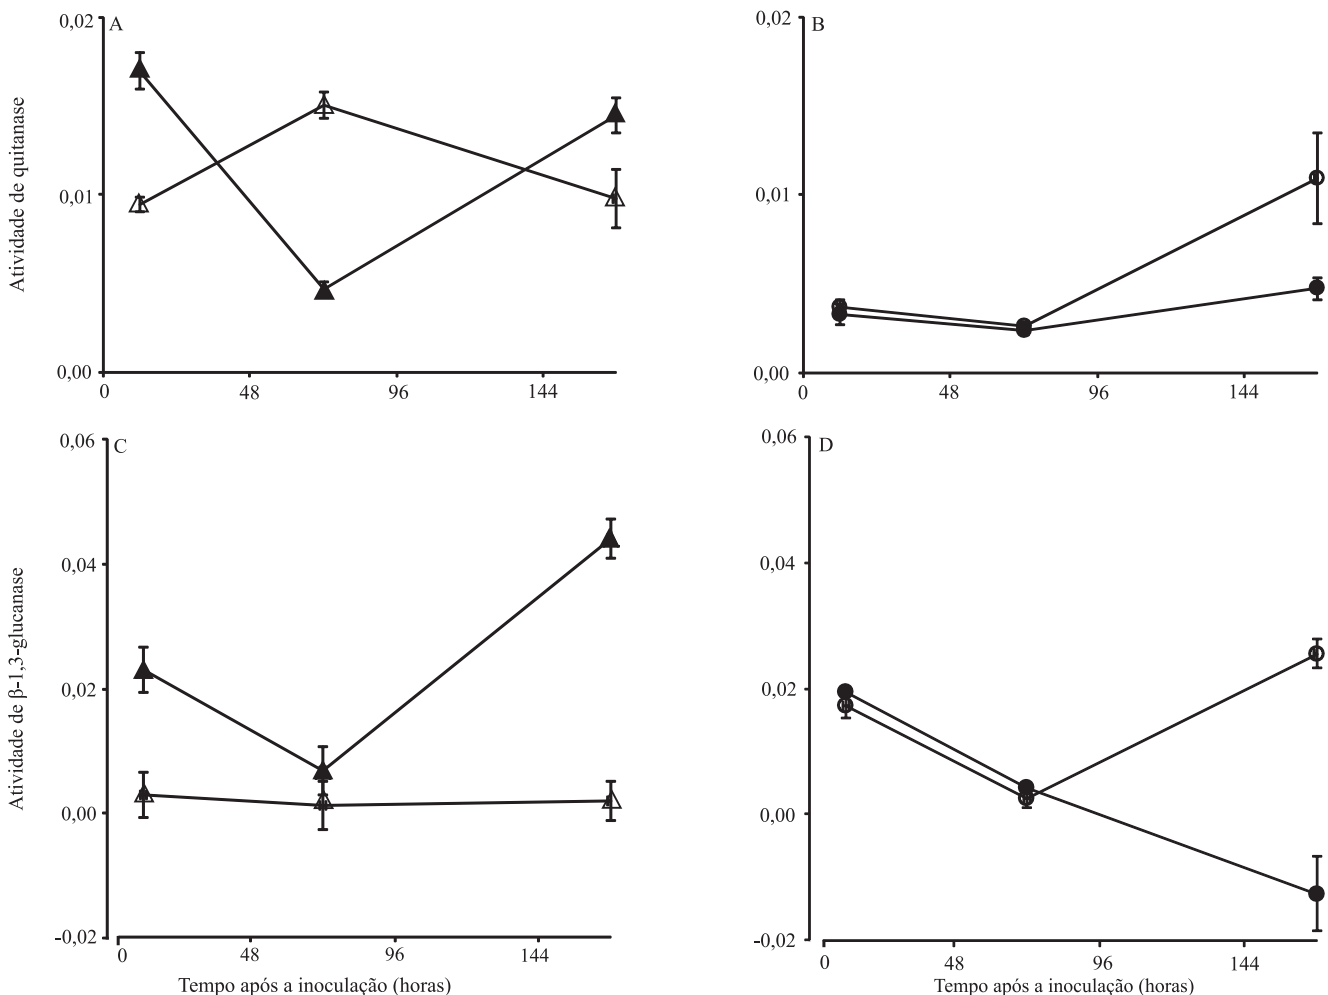 A
0,02
0,01
0,00
0 48 96 144
Atividade de quitanase
B
0,02
0,01
0,00
0 48 96 144
C
0,06
0,04
0,02
0,00
-0,02
0 48 96 144
Atividade de β-1,3-glucanase
Tempo após a inoculação (horas)
D
0,06
0,04
0,02
0,00
-0,02
0 48 96 144
Tempo após a inoculação (horas)